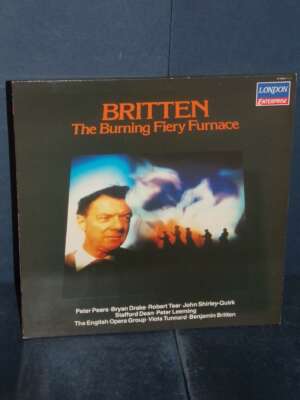 LONDON
ENTERPRISE
BRITTEN
The Burning Fiery Furnace
Peter Pears·Bryan Drake·Robert Tear·John Shirley-Quirk
Stafford Dean·Peter Leeming
The English Opera Group·Viola Tunnard·Benjamin Britten